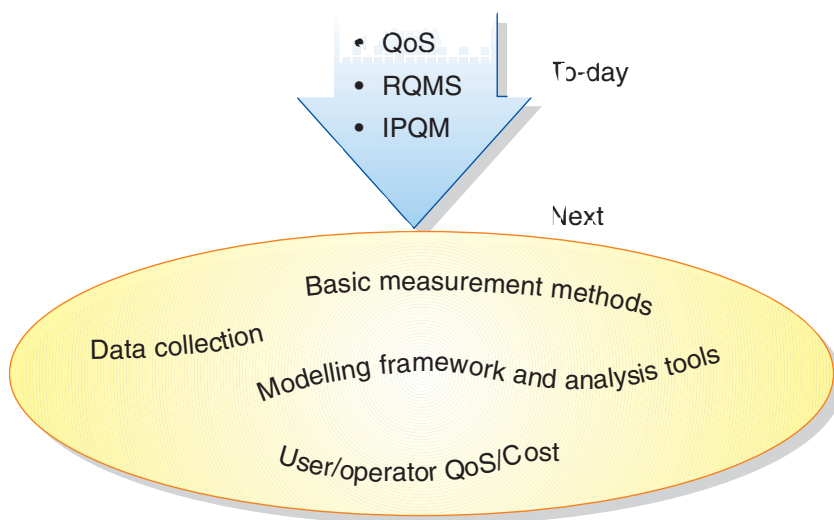 • QoS
• RQMS
• IPQM
To-day
Next
Basic measurement methods
Data collection
Modelling framework and analysis tools
User/operator QoS/Cost